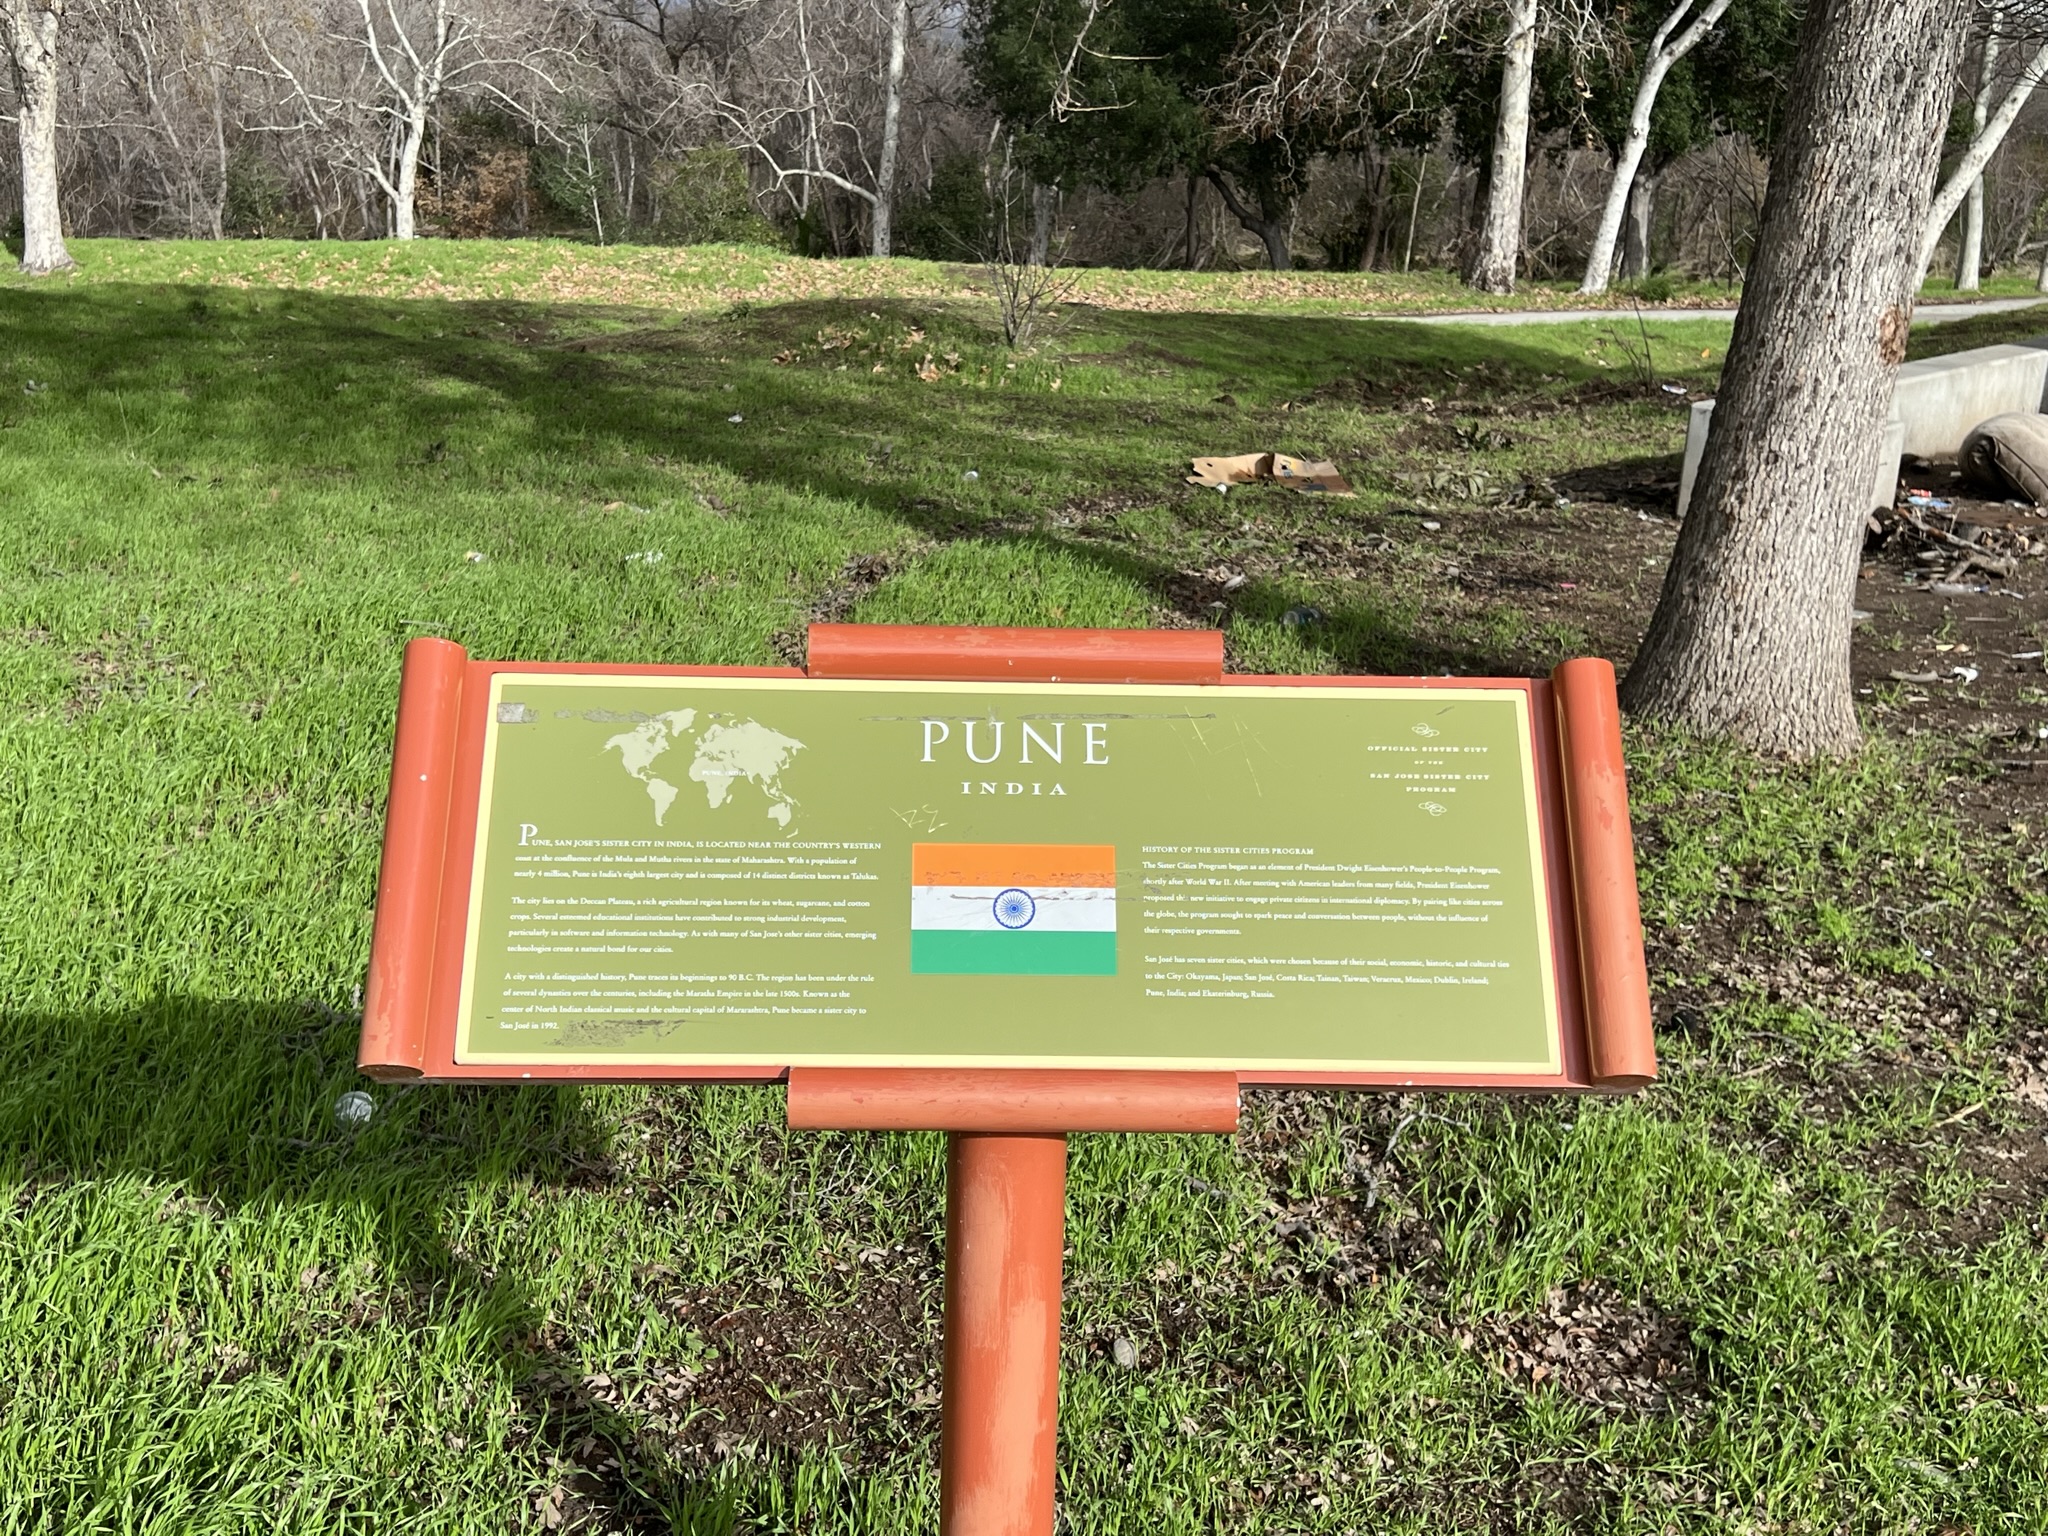 PUNE
INDIA
PUNE, INDIA
OFFICIAL SISTER CITY
OF THE
SAN JOSE SISTER CITY
PROGRAM
PUNE, SAN JOSE'S SISTER CITY IN INDIA, IS LOCATED NEAR THE COUNTRY'S WESTERN
coast at the confluence of the Mula and Mutha rivers in the state of Maharashtra. With a population of
nearly 4 million, Pune is India's eighth largest city and is composed of 14 distinct districts known as Talukas.
The city lies on the Deccan Plateau, a rich agricultural region known for its wheat, sugarcane, and cotton
crops. Several esteemed educational institutions have contributed to strong industrial development,
particularly in software and information technology. As with many of San Jose's other sister cities, emerging
technologies create a natural bond for our cities.
A city with a distinguished history, Pune traces its beginnings to 90 B.C. The region has been under the rule
of several dynasties over the centuries, including the Maratha Empire in the late 1500s. Known as the
center of North Indian classical music and the cultural capital of Mararashtra, Pune became a sister city to
San José in 1992.
HISTORY OF THE SISTER CITIES PROGRAM
The Sister Cities Program began as an element of President Dwight Eisenhower's People-to-People Program,
shortly after World War II. After meeting with American leaders from many fields, President Eisenhower
proposed the new initiative to engage private citizens in international diplomacy. By pairing like cities across
the globe, the program sought to spark peace and conversation between people, without the influence of
their respective governments.
San José has seven sister cities, which were chosen because of their social, economic, historic, and cultural ties
to the City: Okayama, Japan; San José, Costa Rica; Tainan, Taiwan; Veracruz, Mexico; Dublin, Ireland;
Pune, India; and Ekaterinburg, Russia.